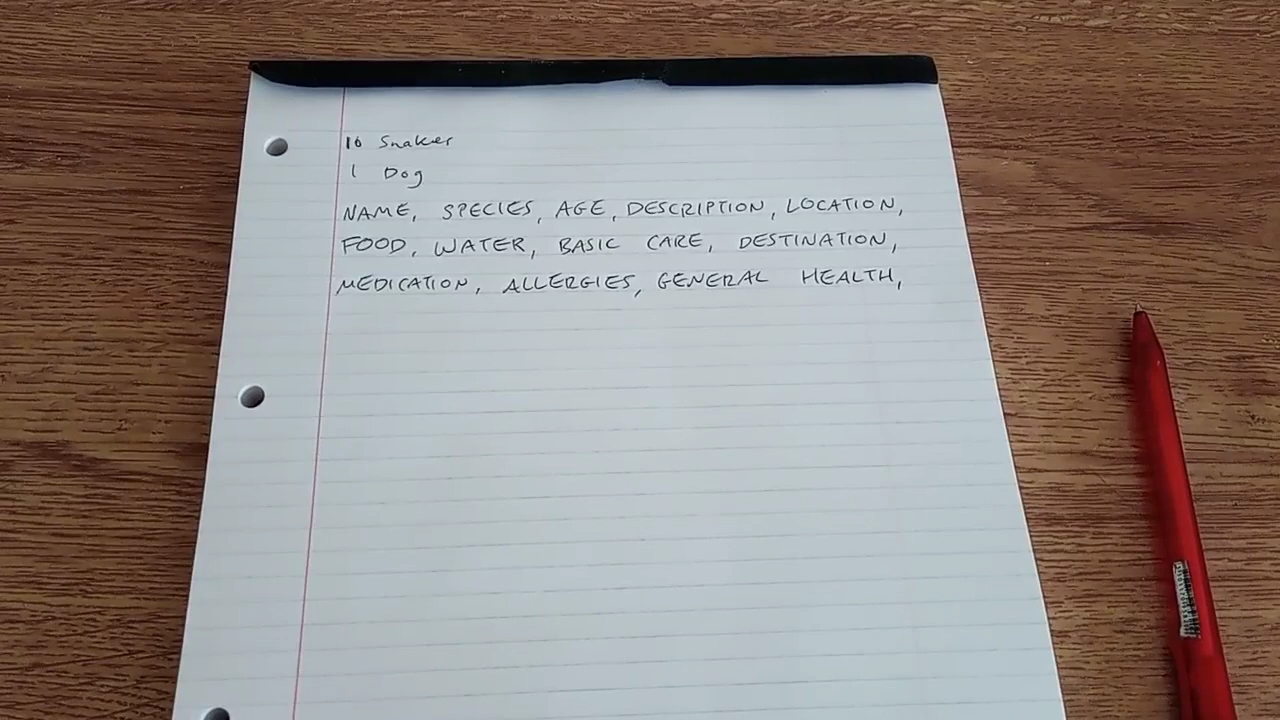 10 Snakes
1 Dog
NAME, SPECIES, AGE, DESCRIPTION, LOCATION,
FOOD, WATER, BASIC CARE, DESTINATION,
MEDICATION, ALLERGIES, GENERAL HEALTH,